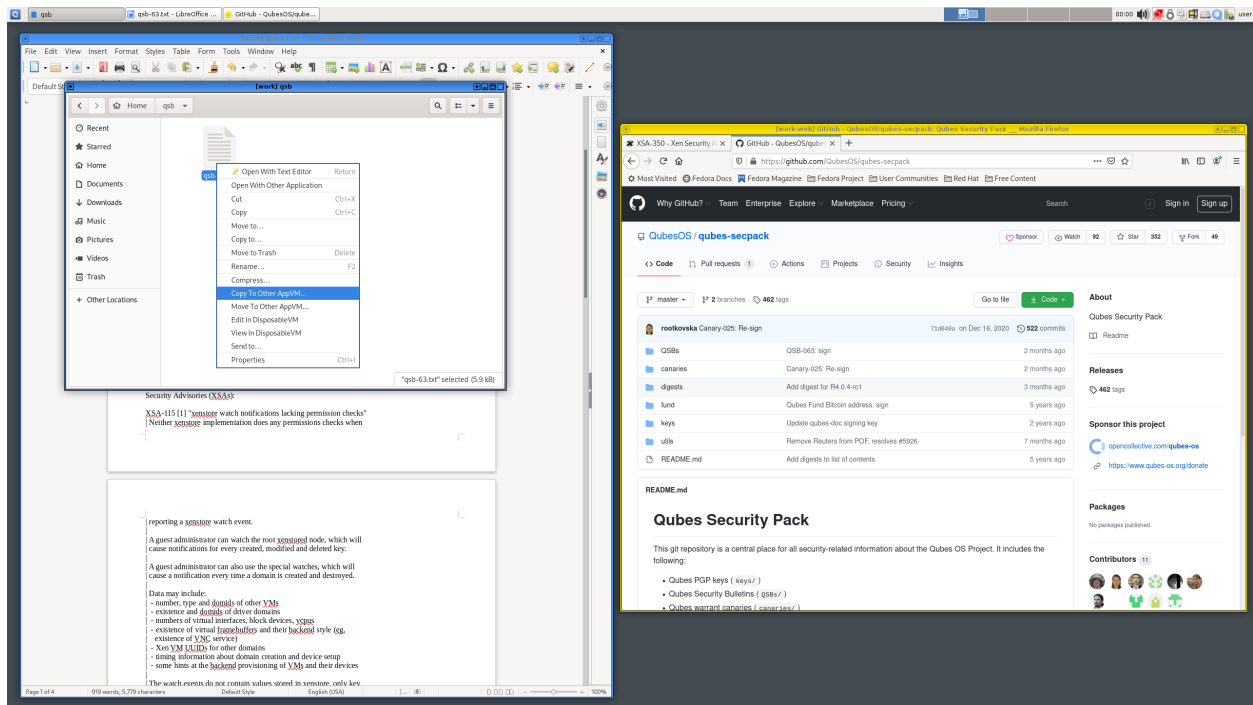 qsb
qsb-63.txt - LibreOffice ...
GitHub - QubesOS/qube...
00:00
user
File Edit View Insert Format Styles Table Form Tools Window Help
Default St
[work] qsb
Home qsb
Recent
Starred
Home
Documents
Downloads
Music
Pictures
Videos
Trash
+ Other Locations
qsb-
Open With Text Editor Return
Open With Other Application
Cut Ctrl+X
Copy Ctrl+C
Move to...
Copy to...
Move to Trash Delete
Rename... F2
Compress...
Copy To Other AppVM...
Move To Other AppVM...
Edit In DisposableVM
View In DisposableVM
Send to...
Properties Ctrl+I
"qsb-63.txt" selected (5.9 kB)
Security Advisories (XSAs):
XSA-115 [1] "xenstore watch notifications lacking permission checks"
| Neither xenstore implementation does any permissions checks when
| reporting a xenstore watch event.
|
| A guest administrator can watch the root xenstored node, which will
| cause notifications for every created, modified and deleted key.
|
| A guest administrator can also use the special watches, which will
| cause a notification every time a domain is created and destroyed.
|
| Data may include:
| - number, type and domids of other VMs
| - existence and domids of driver domains
| - numbers of virtual interfaces, block devices, vcpus
| - existence of virtual framebuffers and their backend style (eg,
| existence of VNC service)
| - Xen VM UUIDs for other domains
| - timing information about domain creation and device setup
| - some hints at the backend provisioning of VMs and their devices
|
| The watch events do not contain values stored in xenstore, only key
Page 1 of 4 919 words, 5,779 characters Default Style English (USA) 100%
[work-web] GitHub - QubesOS/qubes-secpack: Qubes Security Pack __ Mozilla Firefox
XSA-350 - Xen Security A
GitHub - QubesOS/qubes
https://github.com/QubesOS/qubes-secpack
Most Visited Fedora Docs Fedora Magazine Fedora Project User Communities Red Hat Free Content
Why GitHub? Team Enterprise Explore Marketplace Pricing Search / Sign in Sign up
QubesOS / qubes-secpack
Sponsor Watch 92 Star 352 Fork 49
Code Pull requests 1 Actions Projects Security Insights
master 2 branches 462 tags Go to file Code
rootkovska Canary-025: Re-sign 71d648a on Dec 16, 2020 522 commits
QSBs QSB-063: sign 2 months ago
canaries Canary-025: Re-sign 2 months ago
digests Add digest for R4.0.4-rc1 3 months ago
fund Qubes Fund Bitcoin address: sign 5 years ago
keys Update qubes-doc signing key 2 years ago
utils Remove Reuters from POF, resolves #5926 7 months ago
README.md Add digests to list of contents 5 years ago
README.md
Qubes Security Pack
This git repository is a central place for all security-related information about the Qubes OS Project. It includes the
following:
• Qubes PGP keys ( keys/ )
• Qubes Security Bulletins ( QSBs/ )
• Qubes warrant canaries ( canaries/ )
About
Qubes Security Pack
Readme
Releases
462 tags
Sponsor this project
opencollective.com/qubes-os
https://www.qubes-os.org/donate
Packages
No packages published
Contributors 11